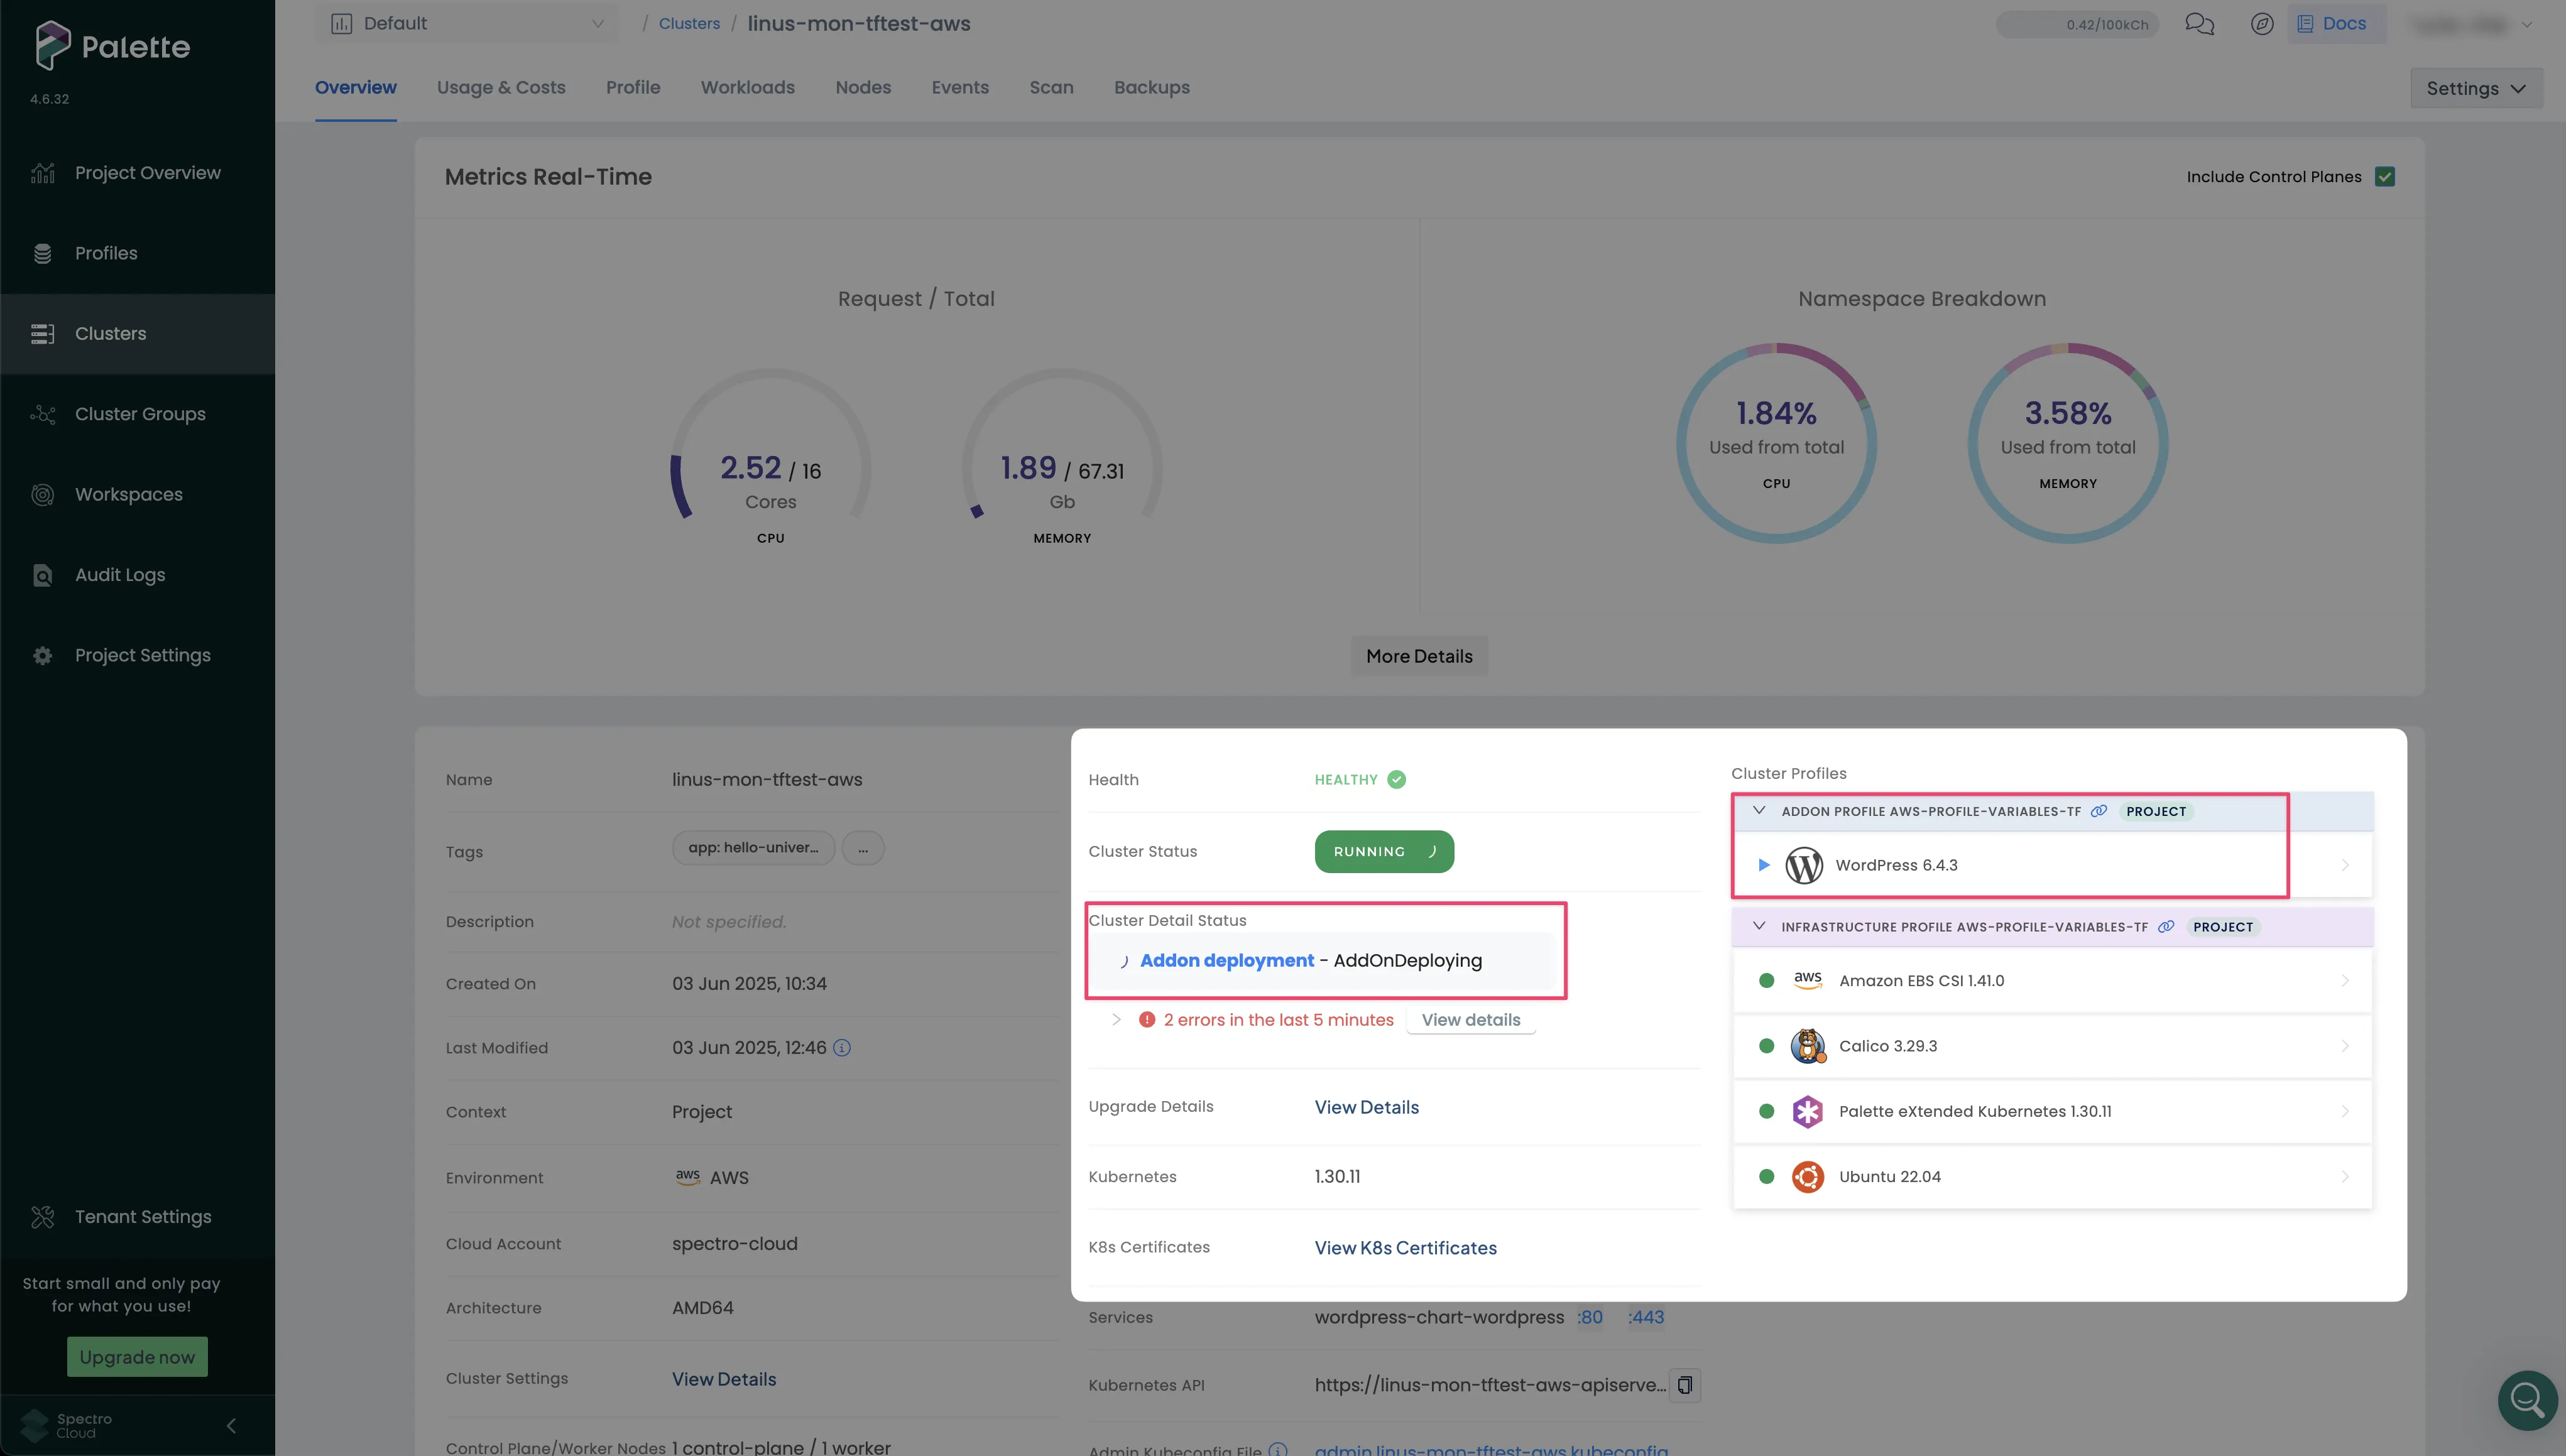 Palette
4.6.32
Project Overview
Profiles
Clusters
Cluster Groups
Workspaces
Audit Logs
Project Settings
Tenant Settings
Start small and only pay
for what you use!
Upgrade now
Spectro
Cloud
Default
/ Clusters / linus-mon-tftest-aws
0.42/100kCh
Docs
Overview
Usage & Costs
Profile
Workloads
Nodes
Events
Scan
Backups
Settings
Metrics Real-Time
Include Control Planes
Request / Total
2.52 / 16
Cores
CPU
1.89 / 67.31
Gb
MEMORY
Namespace Breakdown
1.84%
Used from total
CPU
3.58%
Used from total
MEMORY
More Details
Name linus-mon-tftest-aws
Tags app: hello-univer... ...
Description Not specified.
Created On 03 Jun 2025, 10:34
Last Modified 03 Jun 2025, 12:46
Context Project
Environment aws AWS
Cloud Account spectro-cloud
Architecture AMD64
Cluster Settings View Details
Control Plane/Worker Nodes 1 control-plane / 1 worker
Health HEALTHY
Cluster Status RUNNING
Cluster Detail Status
Addon deployment - AddOnDeploying
2 errors in the last 5 minutes View details
Upgrade Details View Details
Kubernetes 1.30.11
K8s Certificates View K8s Certificates
Services wordpress-chart-wordpress :80 :443
Kubernetes API https://linus-mon-tftest-aws-apiserve...
Admin Kubeconfig File admin.linus-mon-tftest-aws.kubeconfig
Cluster Profiles
ADDON PROFILE AWS-PROFILE-VARIABLES-TF PROJECT
WordPress 6.4.3
INFRASTRUCTURE PROFILE AWS-PROFILE-VARIABLES-TF PROJECT
aws Amazon EBS CSI 1.41.0
Calico 3.29.3
Palette eXtended Kubernetes 1.30.11
Ubuntu 22.04